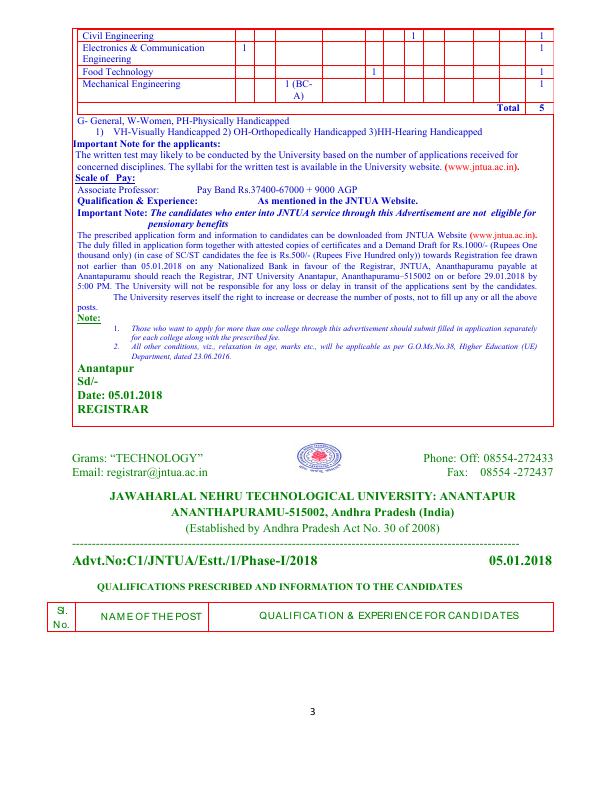 Civil Engineering 1 1
Electronics & Communication 1 1
Engineering
Food Technology 1 1
Mechanical Engineering 1 (BC- 1
A)
Total 5
G- General, W-Women, PH-Physically Handicapped
1) VH-Visually Handicapped 2) OH-Orthopedically Handicapped 3)HH-Hearing Handicapped
Important Note for the applicants:
The written test may likely to be conducted by the University based on the number of applications received for
concerned disciplines. The syllabi for the written test is available in the University website. (www.jntua.ac.in).
Scale of Pay:
Associate Professor: Pay Band Rs.37400-67000 + 9000 AGP
Qualification & Experience: As mentioned in the JNTUA Website.
Important Note: The candidates who enter into JNTUA service through this Advertisement are not eligible for
pensionary benefits
The prescribed application form and information to candidates can be downloaded from JNTUA Website (www.jntua.ac.in).
The duly filled in application form together with attested copies of certificates and a Demand Draft for Rs.1000/- (Rupees One
thousand only) (in case of SC/ST candidates the fee is Rs.500/- (Rupees Five Hundred only)) towards Registration fee drawn
not earlier than 05.01.2018 on any Nationalized Bank in favour of the Registrar, JNTUA, Ananthapuramu payable at
Anantapuramu should reach the Registrar, JNT University Anantapur, Ananthapuramu–515002 on or before 29.01.2018 by
5:00 PM. The University will not be responsible for any loss or delay in transit of the applications sent by the candidates.
The University reserves itself the right to increase or decrease the number of posts, not to fill up any or all the above
posts.
Note:
1. Those who want to apply for more than one college through this advertisement should submit filled in application separately
for each college along with the prescribed fee.
2. All other conditions, viz., relaxation in age, marks etc., will be applicable as per G.O.Ms.No.38, Higher Education (UE)
Department, dated 23.06.2016.
Anantapur
Sd/-
Date: 05.01.2018
REGISTRAR
Grams: “TECHNOLOGY” Phone: Off: 08554-272433
Email: registrar@jntua.ac.in Fax: 08554 -272437
JAWAHARLAL NEHRU TECHNOLOGICAL UNIVERSITY: ANANTAPUR
ANANTHAPURAMU-515002, Andhra Pradesh (India)
(Established by Andhra Pradesh Act No. 30 of 2008)
Advt.No:C1/JNTUA/Estt./1/Phase-I/2018 05.01.2018
QUALIFICATIONS PRESCRIBED AND INFORMATION TO THE CANDIDATES
Sl. No. NAME OF THE POST QUALIFICATION & EXPERIENCE FOR CANDIDATES
3